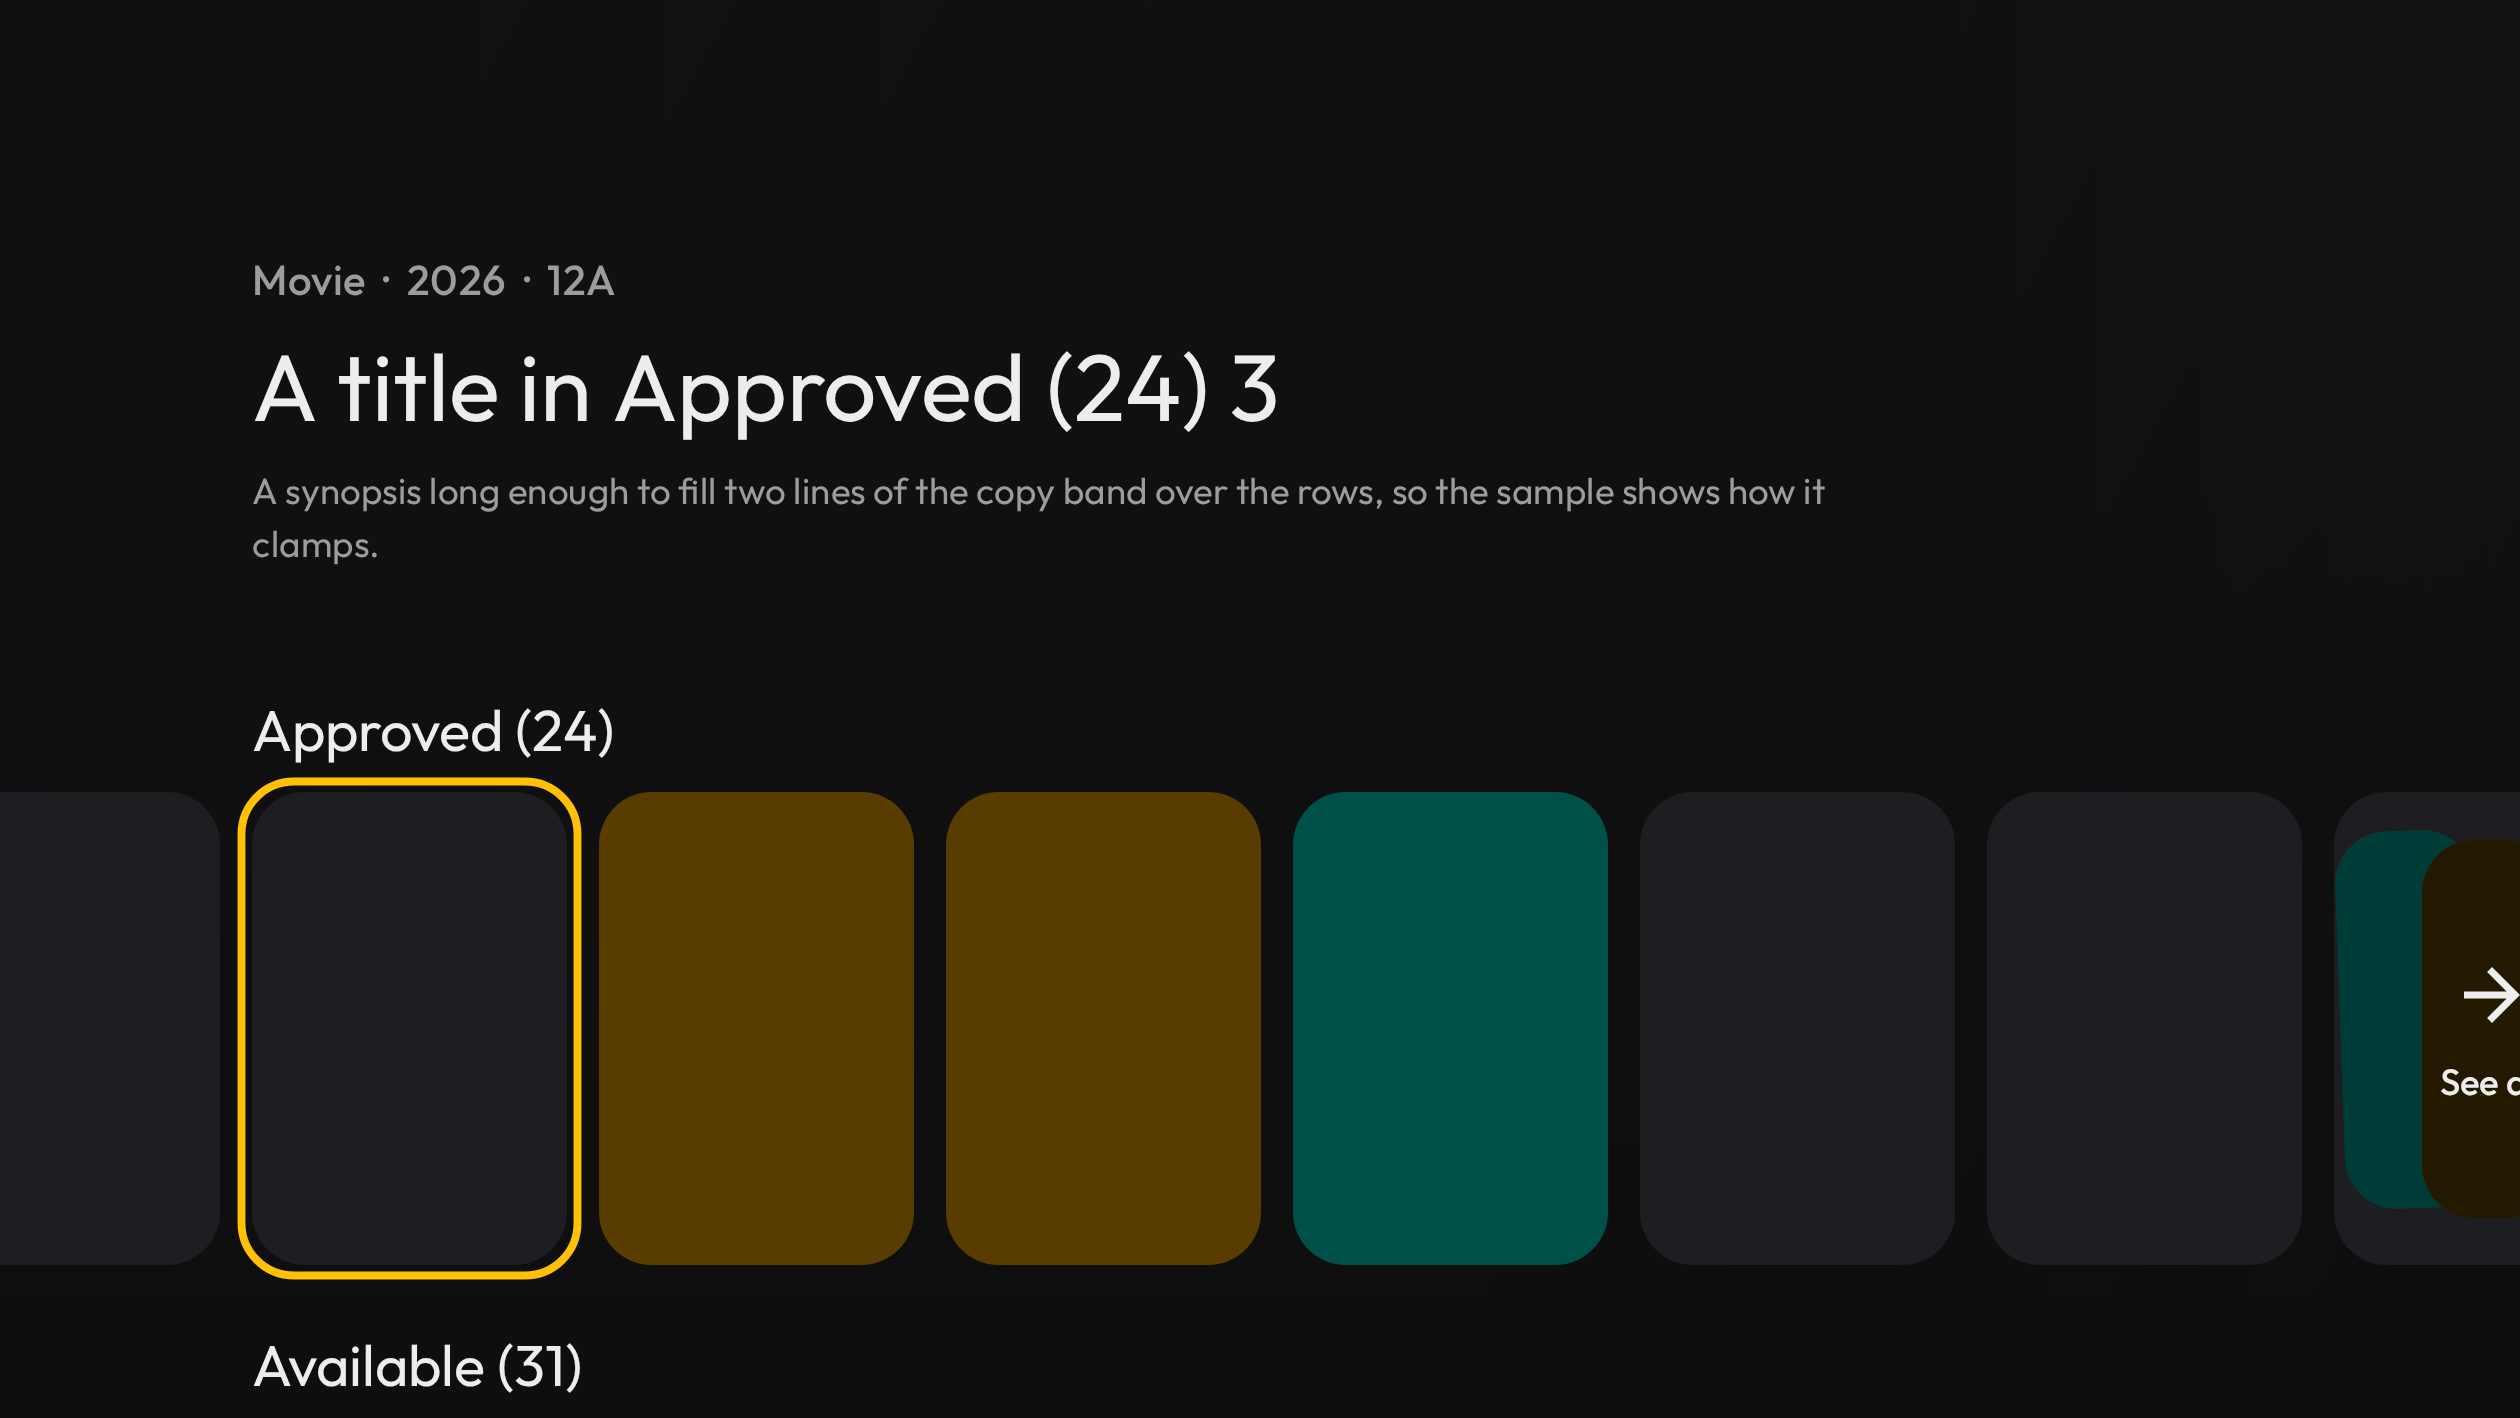 Movie · 2026 · 12A
A title in Approved (24) 3
A synopsis long enough to fill two lines of the copy band over the rows, so the sample shows how it
clamps.
Approved (24)
See
Available (31)